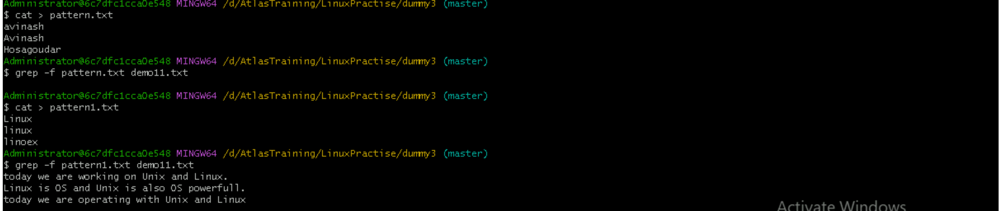 Administrator@6c7dfc1cca0e548 MINGW64 /d/AtlasTraining/LinuxPractise/dummy3 (master)
$ cat > pattern.txt
avinash
Avinash
Hosagoudar
Administrator@6c7dfc1cca0e548 MINGW64 /d/AtlasTraining/LinuxPractise/dummy3 (master)
$ grep -f pattern.txt demo11.txt
Administrator@6c7dfc1cca0e548 MINGW64 /d/AtlasTraining/LinuxPractise/dummy3 (master)
$ cat > pattern1.txt
Linux
linux
linoex
Administrator@6c7dfc1cca0e548 MINGW64 /d/AtlasTraining/LinuxPractise/dummy3 (master)
$ grep -f pattern1.txt demo11.txt
today we are working on Unix and Linux.
Linux is OS and Unix is also OS powerfull.
today we are operating with Unix and Linux
Activate Windows